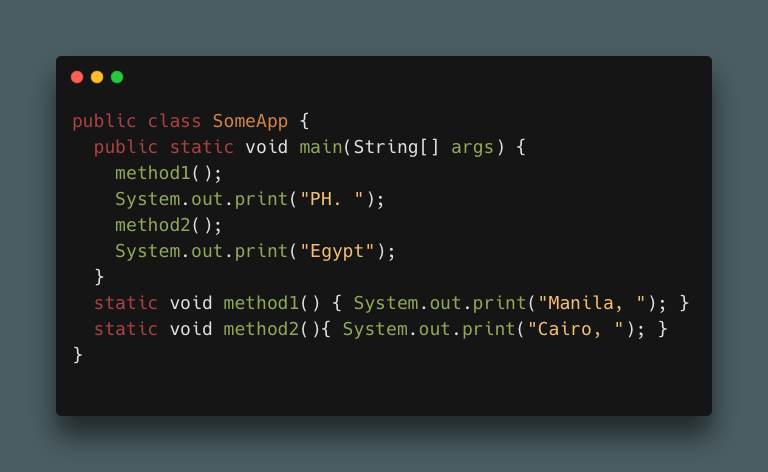 public class SomeApp {
  public static void main(String[] args) {
    method1();
    System.out.print("PH. ");
    method2();
    System.out.print("Egypt");
  }
  static void method1() { System.out.print("Manila, "); }
  static void method2(){ System.out.print("Cairo, "); }
}